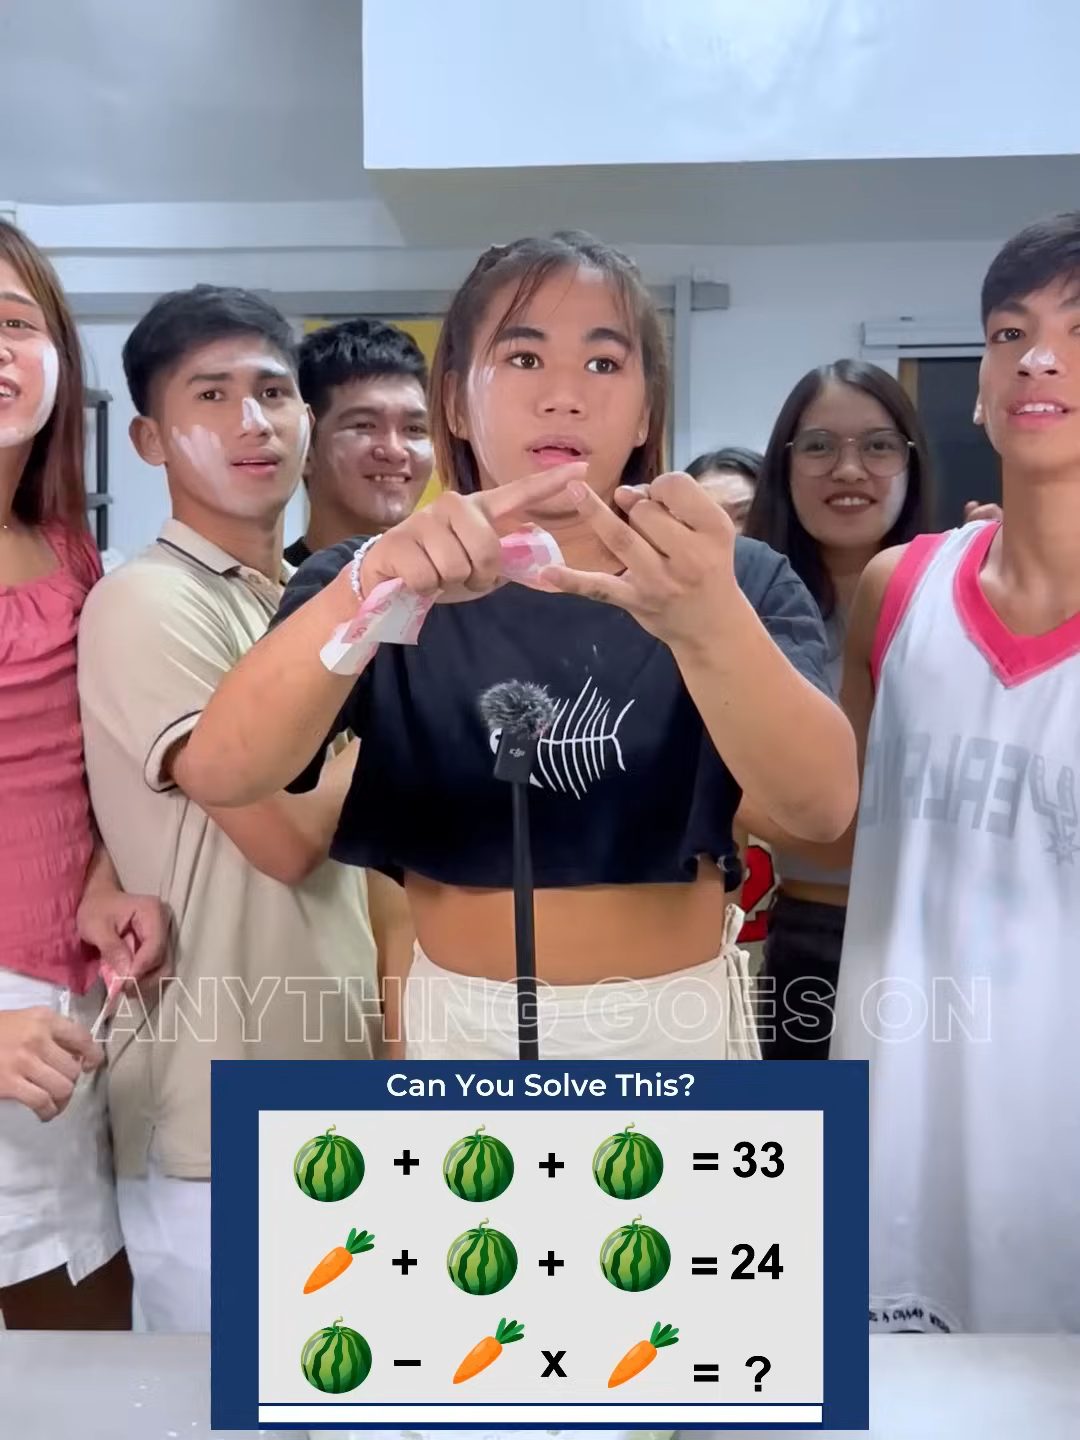 ANYTHING GOES ON
Can You Solve This?
+ + = 33
+ + = 24
– x = ?